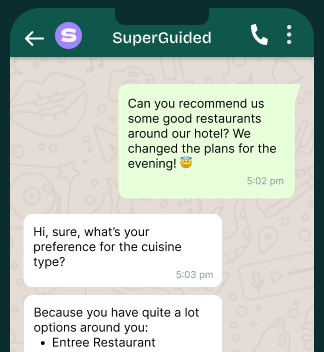 S SuperGuided
Can you recommend us
some good restaurants
around our hotel? We
changed the plans for the
evening! 😇
5:02 pm
Hi, sure, what's your
preference for the cuisine
type?
5:03 pm
Because you have quite a lot
options around you:
• Entree Restaurant